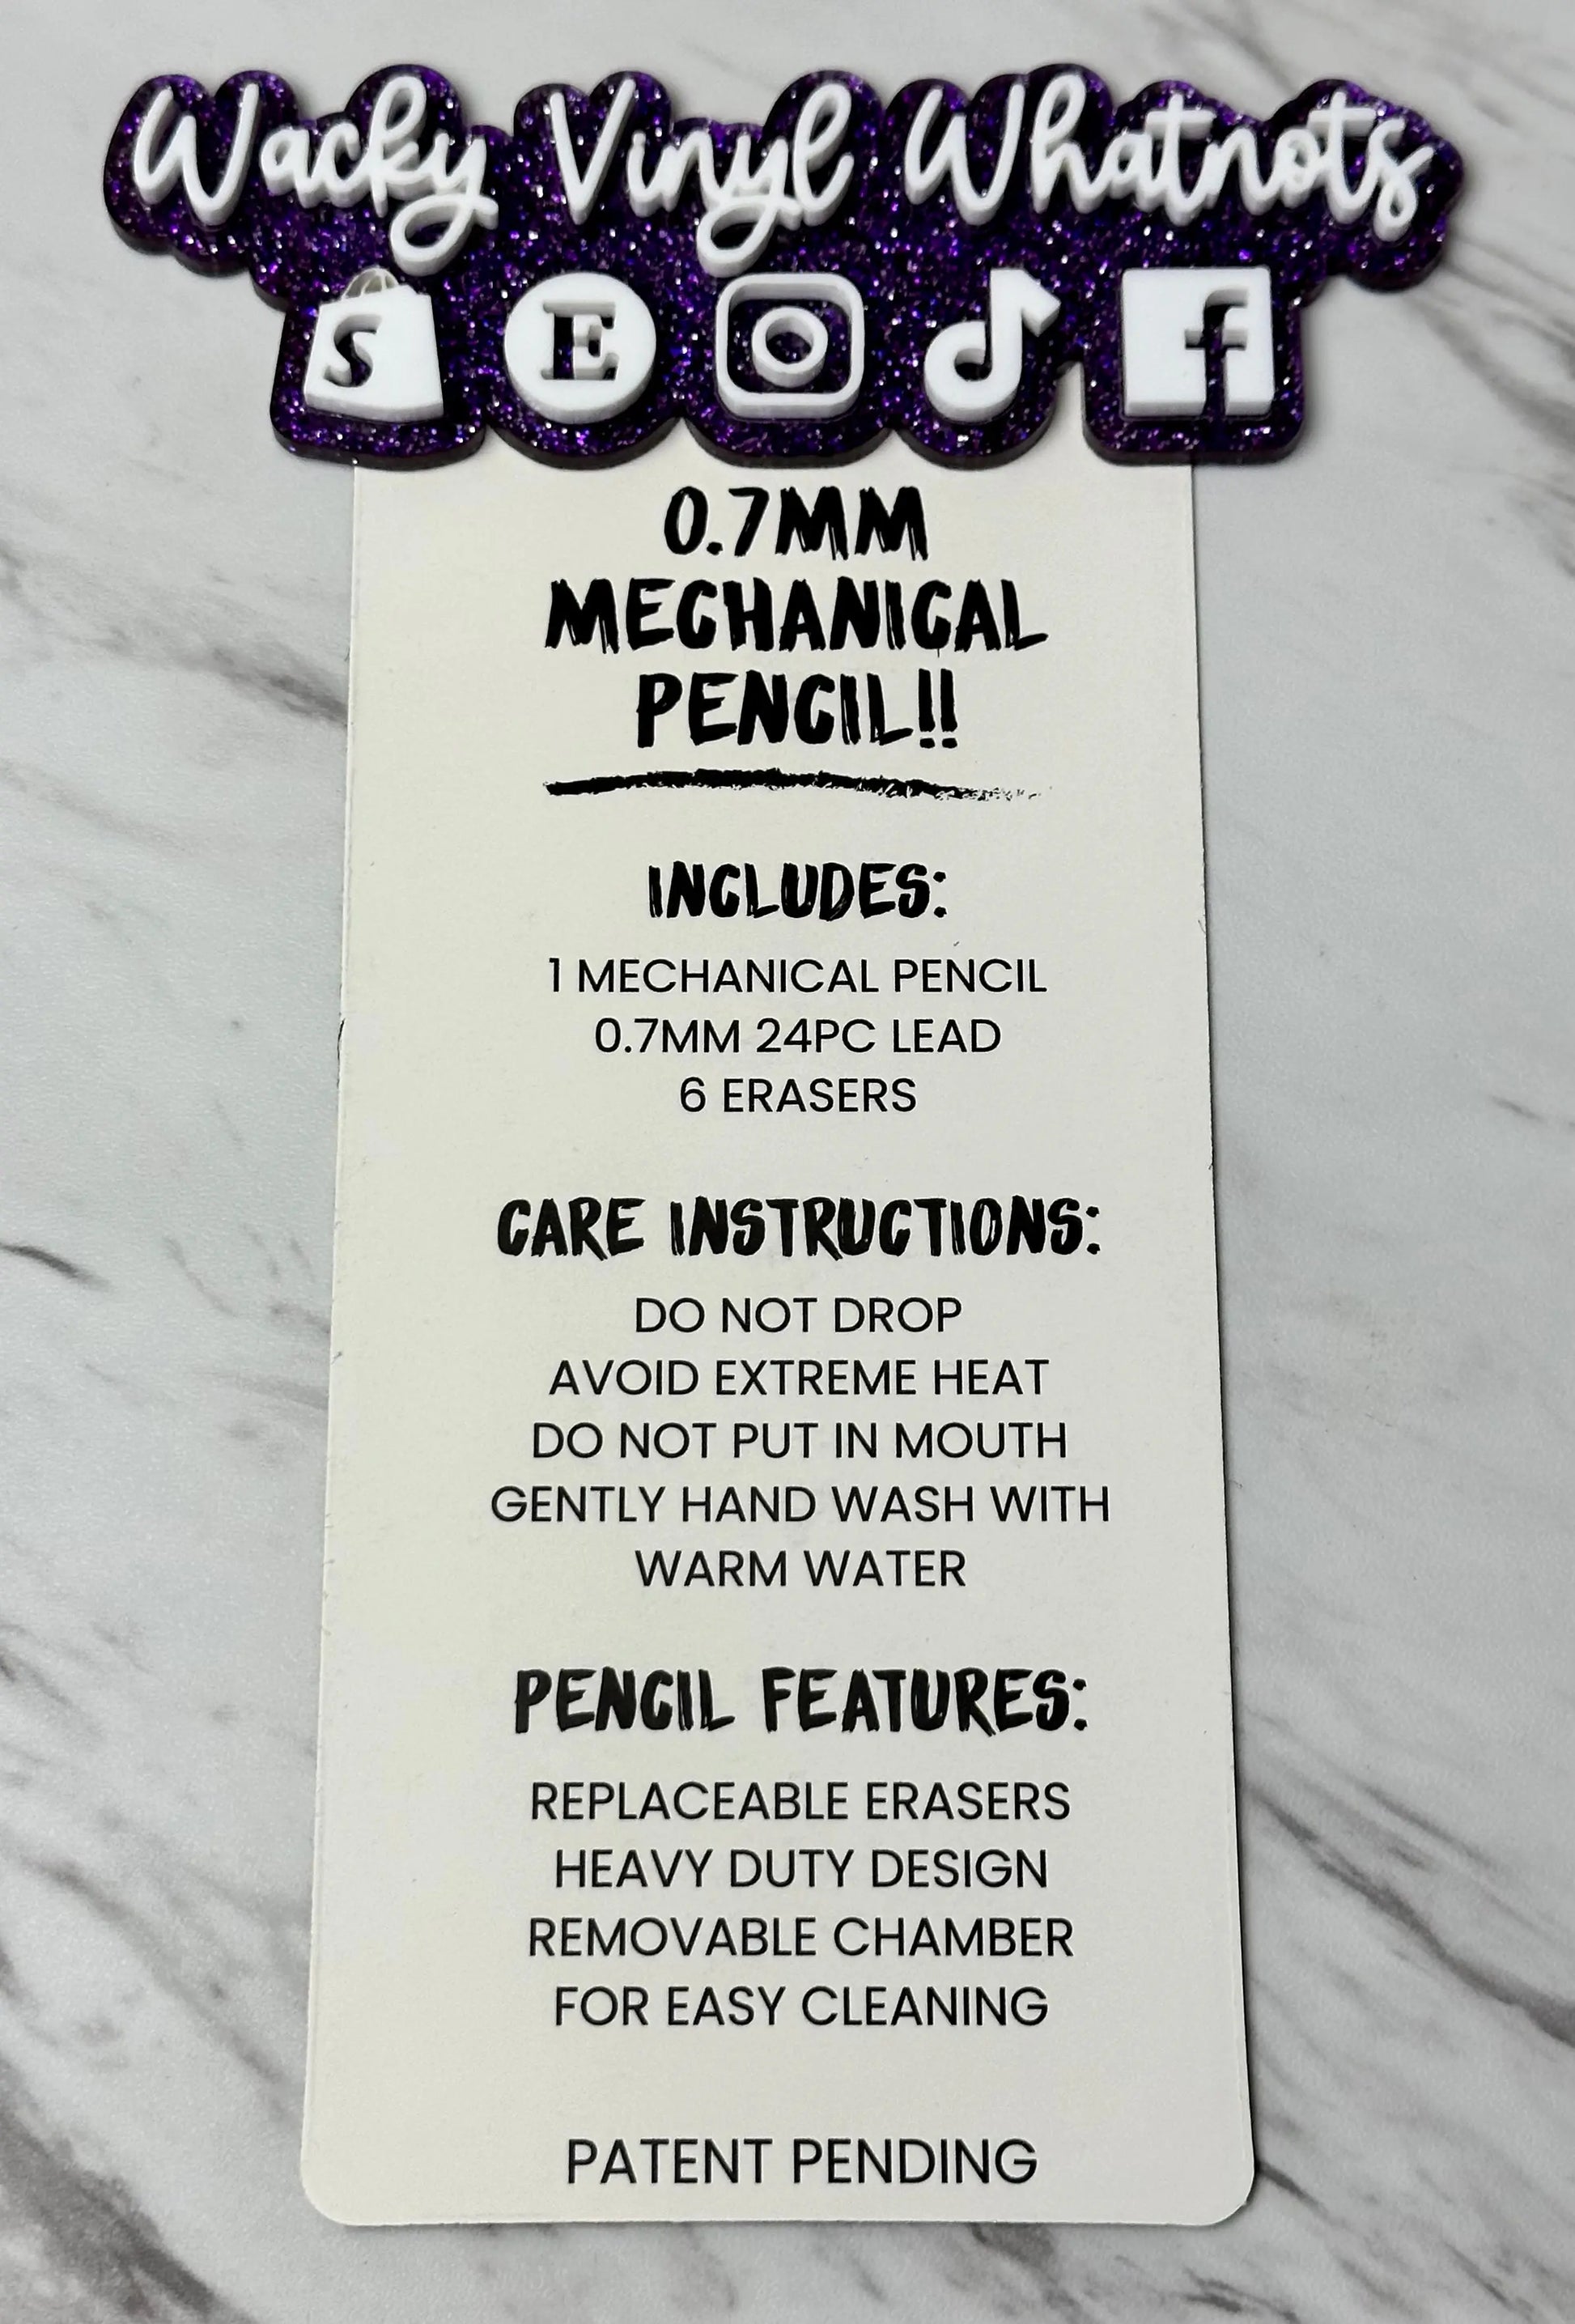 Wacky Vinyl Whatnots
S E f
0.7MM
MECHANICAL
PENCIL!!
INCLUDES:
1 MECHANICAL PENCIL
0.7MM 24PC LEAD
6 ERASERS
CARE INSTRUCTIONS:
DO NOT DROP
AVOID EXTREME HEAT
DO NOT PUT IN MOUTH
GENTLY HAND WASH WITH
WARM WATER
PENCIL FEATURES:
REPLACEABLE ERASERS
HEAVY DUTY DESIGN
REMOVABLE CHAMBER
FOR EASY CLEANING
PATENT PENDING